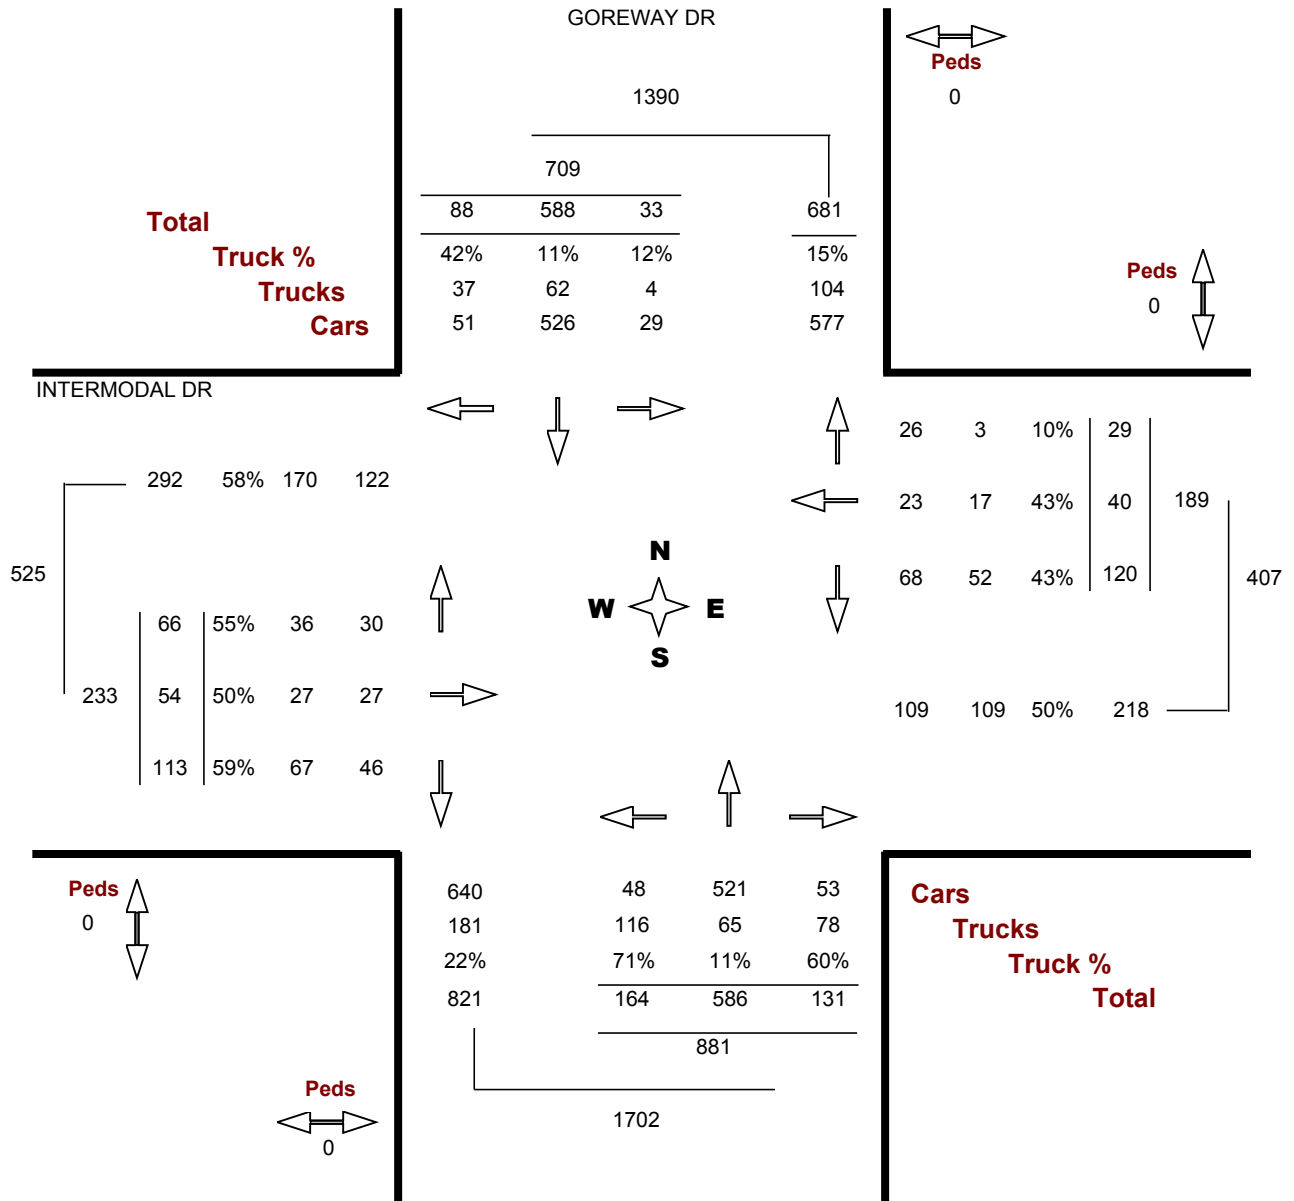 GOREWAY DR
Peds
0
1390
709
88 588 33 681
Total
42% 11% 12% 15%
Truck %
37 62 4 104
Trucks
51 526 29 577
Cars
Peds
0
INTERMODAL DR
26 3 10% 29
292 58% 170 122
23 17 43% 40 189
525
N
W E
S
68 52 43% 120 407
66 55% 36 30
233 54 50% 27 27
109 109 50% 218
113 59% 67 46
Peds
0
640 48 521 53
181 116 65 78
22% 71% 11% 60%
821 164 586 131
881
1702
Cars
Trucks
Truck %
Total
Peds
0